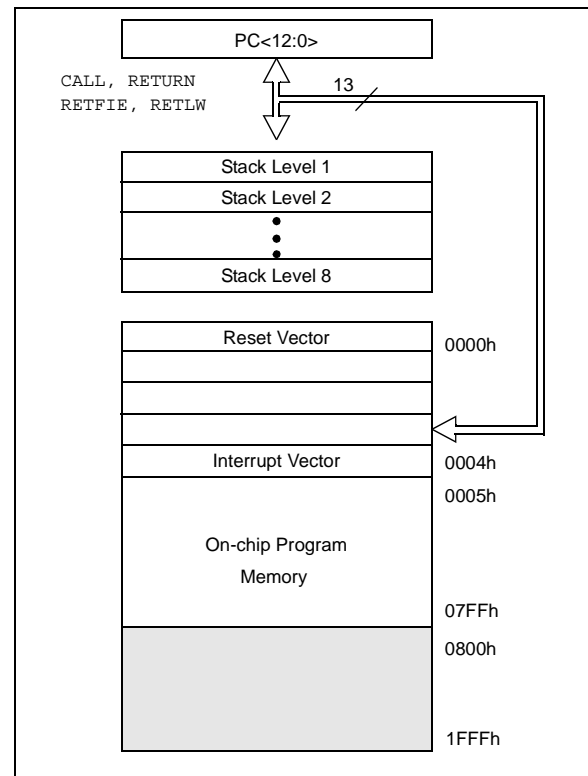 PC<12:0>
CALL, RETURN
RETFIE, RETLW
13
Stack Level 1
Stack Level 2
Stack Level 8
Reset Vector
0000h
Interrupt Vector
0004h
0005h
On-chip Program
Memory
07FFh
0800h
1FFFh